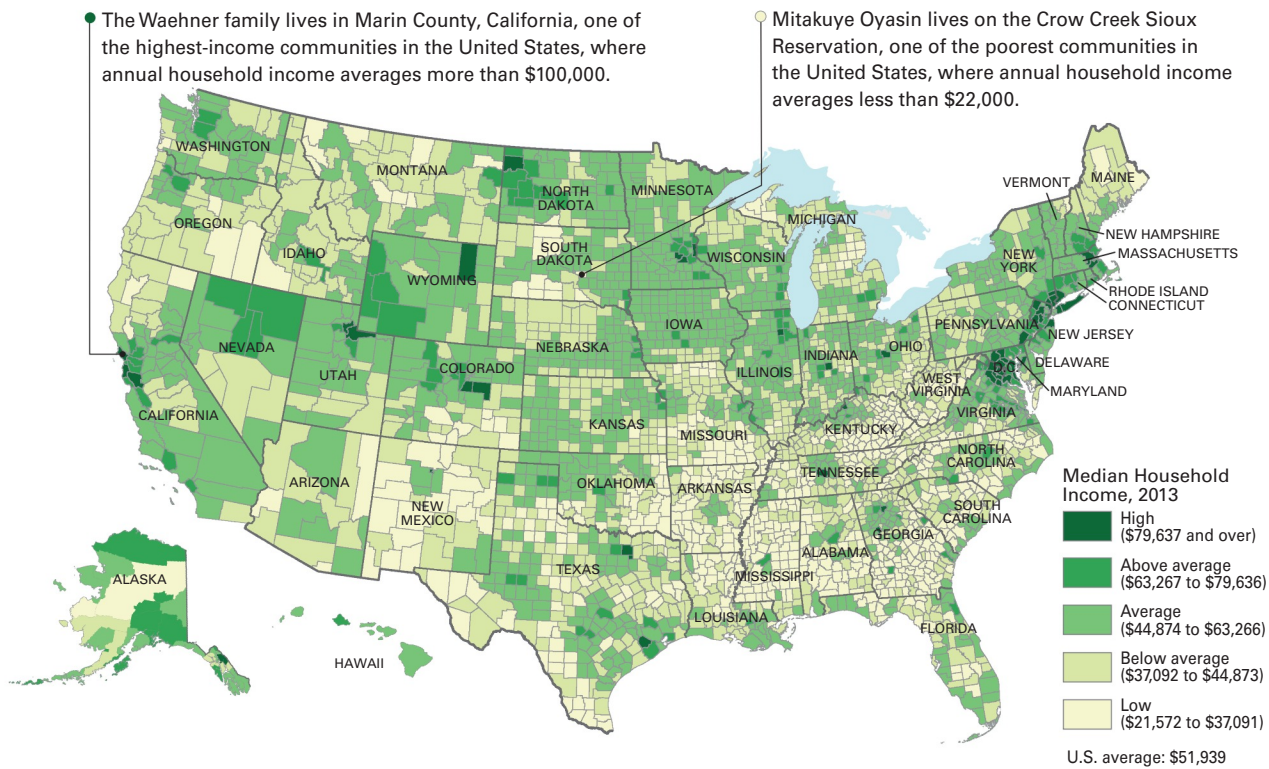 The Waehner family lives in Marin County, California, one of
the highest-income communities in the United States, where
annual household income averages more than $100,000.
Mitakuye Oyasin lives on the Crow Creek Sioux
Reservation, one of the poorest communities in
the United States, where annual household income
averages less than $22,000.
WASHINGTON
MONTANA
NORTH
DAKOTA
MINNESOTA
VERMONT
MAINE
OREGON
IDAHO
SOUTH
DAKOTA
MICHIGAN
NEW HAMPSHIRE
WYOMING
WISCONSIN
NEW
YORK
MASSACHUSETTS
RHODE ISLAND
CONNECTICUT
IOWA
PENNSYLVANIA
NEW JERSEY
NEVADA
NEBRASKA
OHIO
INDIANA
DELAWARE
UTAH
COLORADO
ILLINOIS
D.C.
WEST
VIRGINIA
MARYLAND
CALIFORNIA
KANSAS
MISSOURI
KENTUCKY
VIRGINIA
ARIZONA
NEW
MEXICO
OKLAHOMA
ARKANSAS
TENNESSEE
NORTH
CAROLINA
SOUTH
CAROLINA
GEORGIA
ALABAMA
MISSISSIPPI
TEXAS
LOUISIANA
FLORIDA
ALASKA
HAWAII
Median Household
Income, 2013
High
($79,637 and over)
Above average
($63,267 to $79,636)
Average
($44,874 to $63,266)
Below average
($37,092 to $44,873)
Low
($21,572 to $37,091)
U.S. average: $51,939